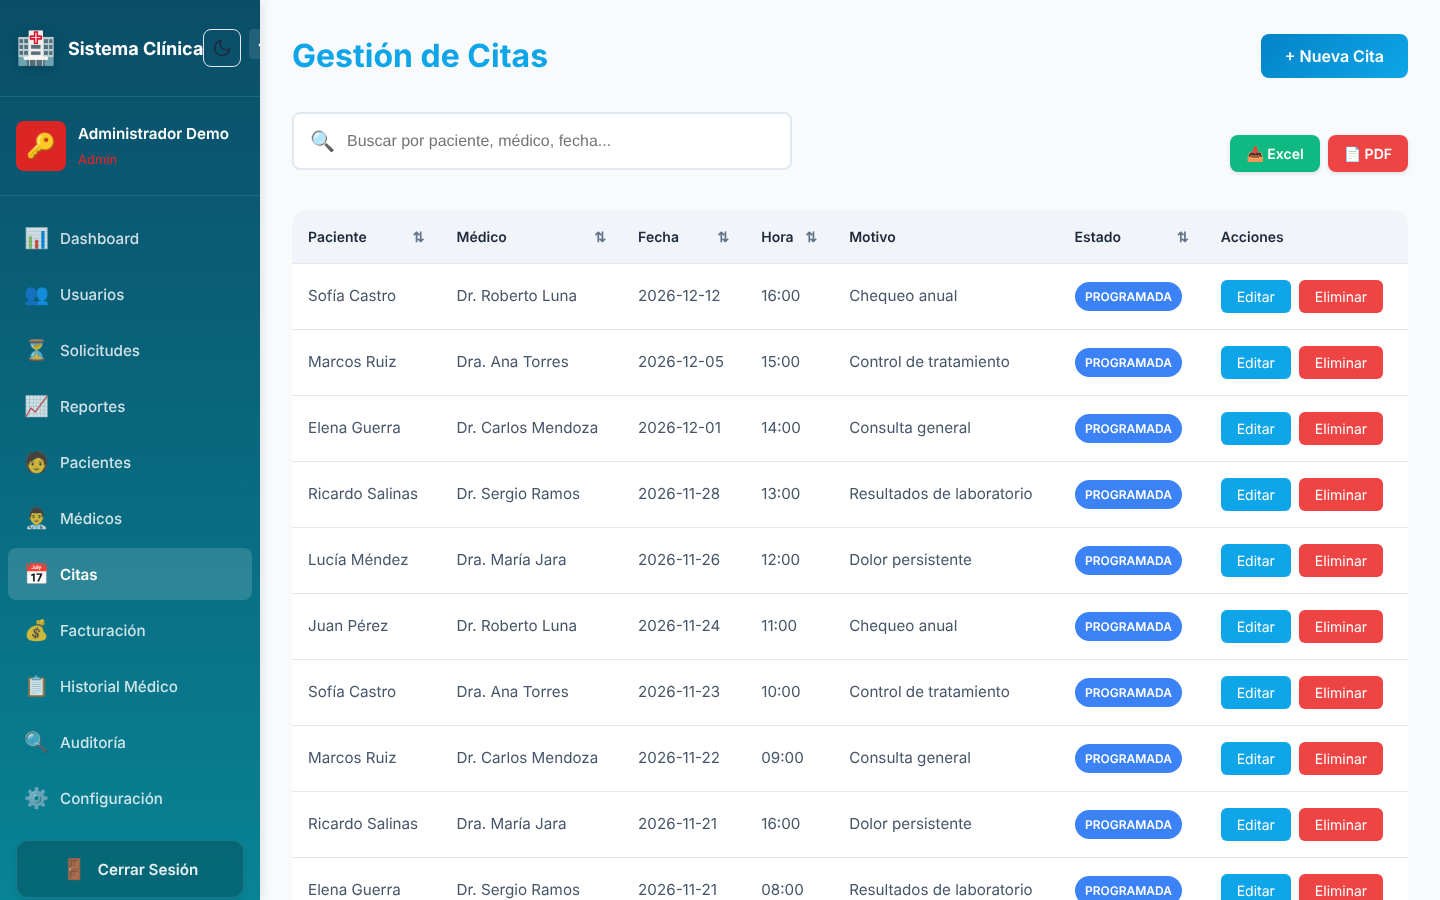 Sistema Clínica
Administrador Demo
Admin
Dashboard
Usuarios
Solicitudes
Reportes
Pacientes
Médicos
Citas
Facturación
Historial Médico
Auditoría
Configuración
Cerrar Sesión
Gestión de Citas
+ Nueva Cita
Buscar por paciente, médico, fecha...
Excel
PDF
Paciente ⇅ Médico ⇅ Fecha ⇅ Hora ⇅ Motivo Estado ⇅ Acciones
Sofía Castro Dr. Roberto Luna 2026-12-12 16:00 Chequeo anual PROGRAMADA Editar Eliminar
Marcos Ruiz Dra. Ana Torres 2026-12-05 15:00 Control de tratamiento PROGRAMADA Editar Eliminar
Elena Guerra Dr. Carlos Mendoza 2026-12-01 14:00 Consulta general PROGRAMADA Editar Eliminar
Ricardo Salinas Dr. Sergio Ramos 2026-11-28 13:00 Resultados de laboratorio PROGRAMADA Editar Eliminar
Lucía Méndez Dra. María Jara 2026-11-26 12:00 Dolor persistente PROGRAMADA Editar Eliminar
Juan Pérez Dr. Roberto Luna 2026-11-24 11:00 Chequeo anual PROGRAMADA Editar Eliminar
Sofía Castro Dra. Ana Torres 2026-11-23 10:00 Control de tratamiento PROGRAMADA Editar Eliminar
Marcos Ruiz Dr. Carlos Mendoza 2026-11-22 09:00 Consulta general PROGRAMADA Editar Eliminar
Ricardo Salinas Dra. María Jara 2026-11-21 16:00 Dolor persistente PROGRAMADA Editar Eliminar
Elena Guerra Dr. Sergio Ramos 2026-11-21 08:00 Resultados de laboratorio PROGRAMADA Editar Eliminar